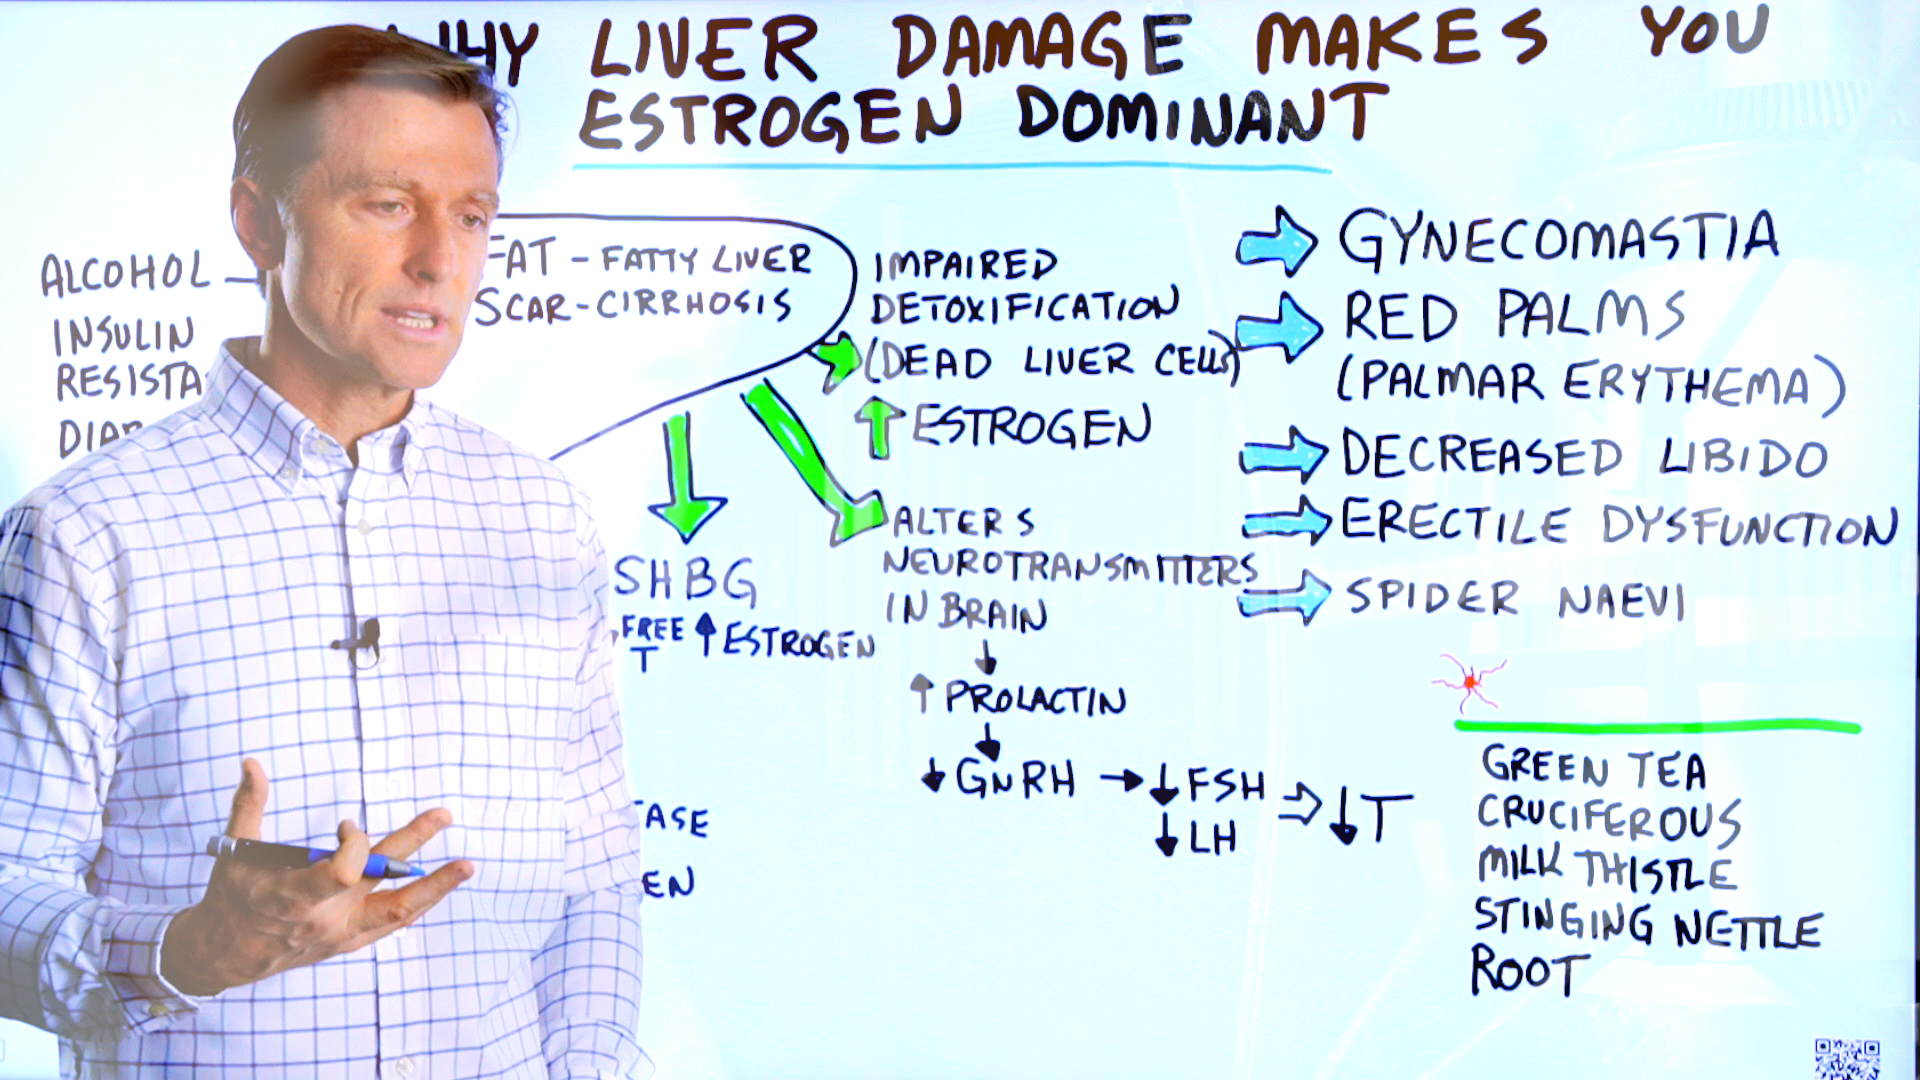 WHY LIVER DAMAGE MAKES YOU
ESTROGEN DOMINANT
ALCOHOL
INSULIN
FAT - FATTY LIVER
SCAR-CIRRHOSIS
IMPAIRED
DETOXIFICATION
(DEAD LIVER CELLS)
↑ ESTROGEN
SHBG
FREE ↑ ESTROGEN
T
ALTERS
NEUROTRANSMITTERS
IN BRAIN
↓
↑ PROLACTIN
↓
↓ GNRH → ↓ FSH ⇨ ↓ T
↓ LH
GYNECOMASTIA
RED PALMS
(PALMAR ERYTHEMA)
DECREASED LIBIDO
ERECTILE DYSFUNCTION
SPIDER NAEVI
GREEN TEA
CRUCIFEROUS
MILK THISTLE
STINGING NETTLE
ROOT